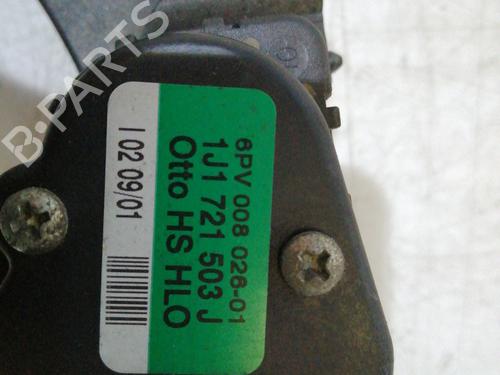 B-PARTS
6PV 008 026-01
1J1 721 503 J
Otto HS HLO
I 02 09/01